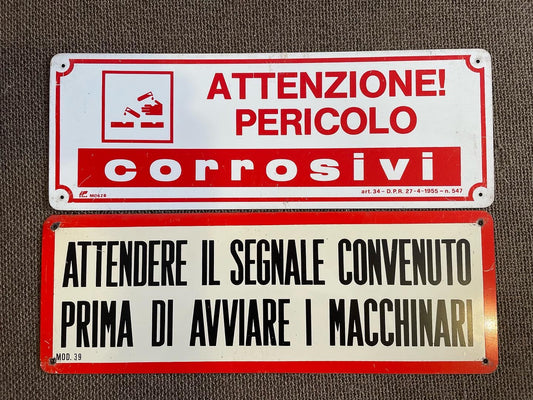 ATTENZIONE!
PERICOLO
corrosivi
art. 34 - D.P.R. 27-4-1955 - n. 547
ATTENDERE IL SEGNALE CONVENUTO
PRIMA DI AVVIARE I MACCHINARI
MOD. 39